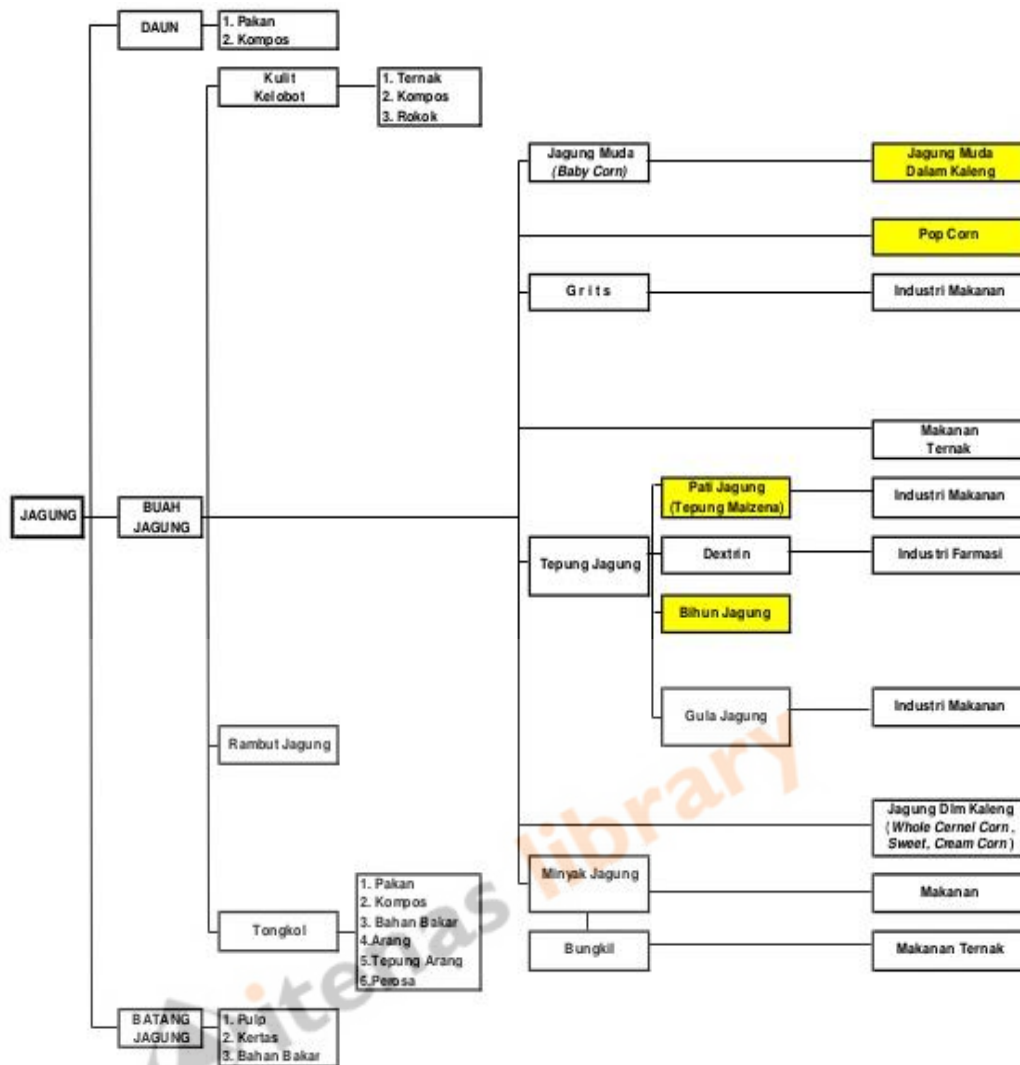 DAUN
1. Pakan
2. Kompos
Kulit
Kelobot
1. Ternak
2. Kompos
3. Rokok
Jagung Muda
(Baby Corn)
Jagung Muda
Dalam Kaleng
Pop Corn
Grits
Industri Makanan
Makanan
Ternak
JAGUNG
BUAH
JAGUNG
Pati Jagung
(Tepung Maizena)
Industri Makanan
Tepung Jagung
Dextrin
Industri Farmasi
Bihun Jagung
Gula Jagung
Industri Makanan
Rambut Jagung
Jagung Dlm Kaleng
(Whole Cernel Corn,
Sweet, Cream Corn)
Minyak Jagung
Makanan
Tongkol
1. Pakan
2. Kompos
3. Bahan Bakar
4.Arang
5.Tepung Arang
6.Perosa
Bungkil
Makanan Ternak
BATANG
JAGUNG
1. Pulp
2. Kertas
3. Bahan Bakar
itenas library